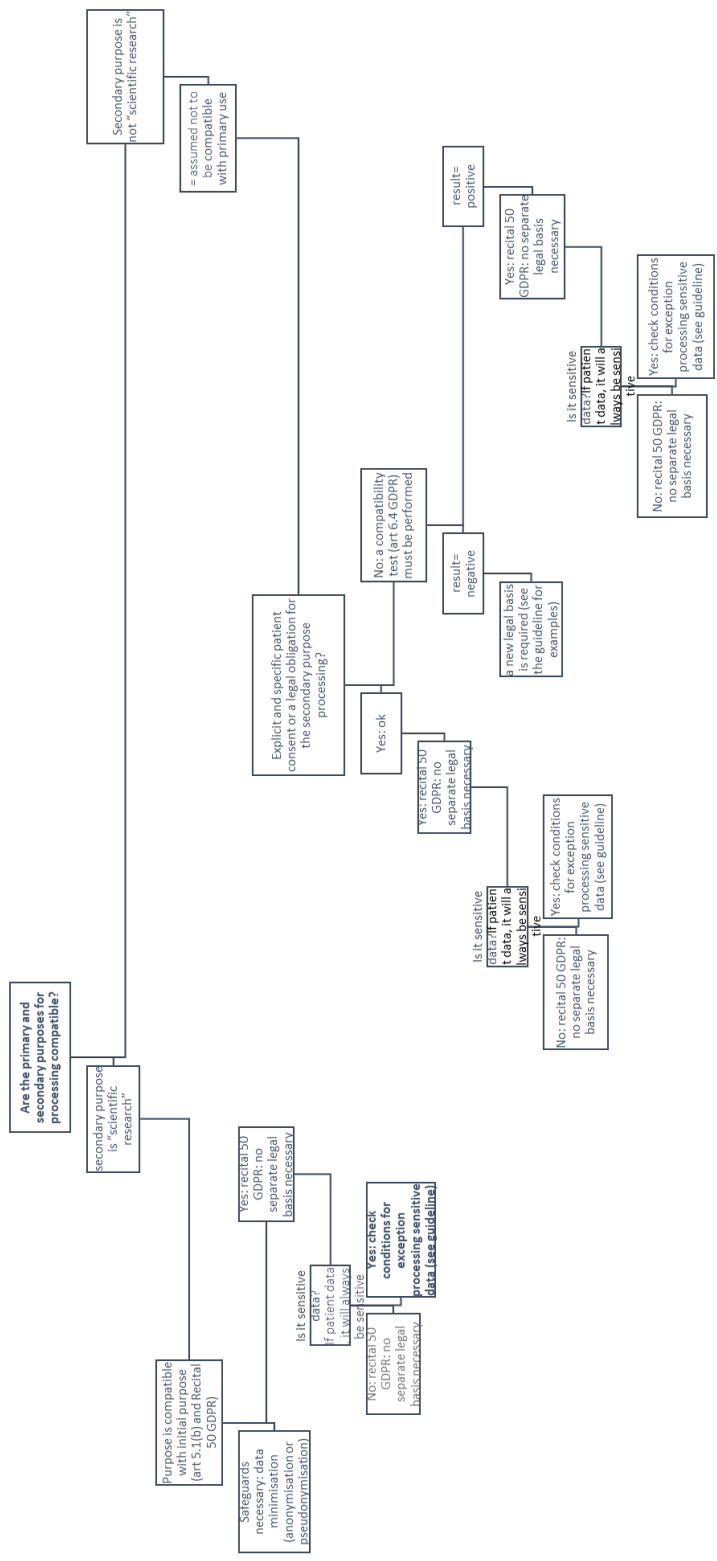 Are the primary and
secondary purposes for
processing compatible?
secondary purpose
is "scientific
research"
Purpose is compatible
with initial purpose
(art 5.1(b) and Recital
50 GDPR)
Safeguards
necessary: data
minimisation
(anonymisation or
pseudonymisation)
Yes: recital 50
GDPR: no
separate legal
basis necessary
Is it sensitive
data?
If patient data
it will always
be sensitive
No: recital 50
GDPR: no
separate legal
basis necessary
Yes: check
conditions for
exception
processing sensitive
data (see guideline)
Secondary purpose is
not "scientific research"
= assumed not to
be compatible
with primary use
Explicit and specific patient
consent or a legal obligation for
the secondary purpose
processing?
Yes: ok
Yes: recital 50
GDPR: no
separate legal
basis necessary
Is it sensitive
data?If patien
t data, it will a
lways be sensi
tive
No: recital 50 GDPR:
no separate legal
basis necessary
Yes: check conditions
for exception
processing sensitive
data (see guideline)
No: a compatibility
test (art 6.4 GDPR)
must be performed
result=
negative
a new legal basis
is required (see
the guideline for
examples)
result=
positive
Yes: recital 50
GDPR: no separate
legal basis
necessary
Is it sensitive
data?If patien
t data, it will a
lways be sensi
tive
No: recital 50 GDPR:
no separate legal
basis necessary
Yes: check conditions
for exception
processing sensitive
data (see guideline)